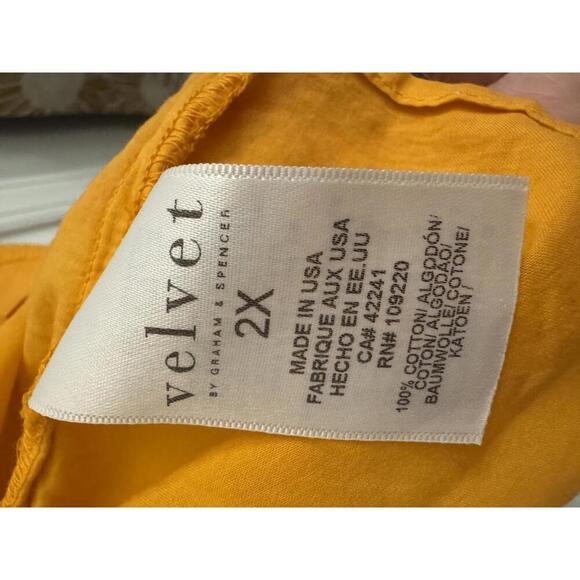 velvet
BY GRAHAM & SPENCER
2X
MADE IN USA
FABRIQUE AUX USA
HECHO EN EE.UU
CA# 42241
RN# 109220
100% COTTON/ ALGODÓN/
COTON/ ALGODAO/
BAUMWOLLE/ COTONE/
KATOEN /